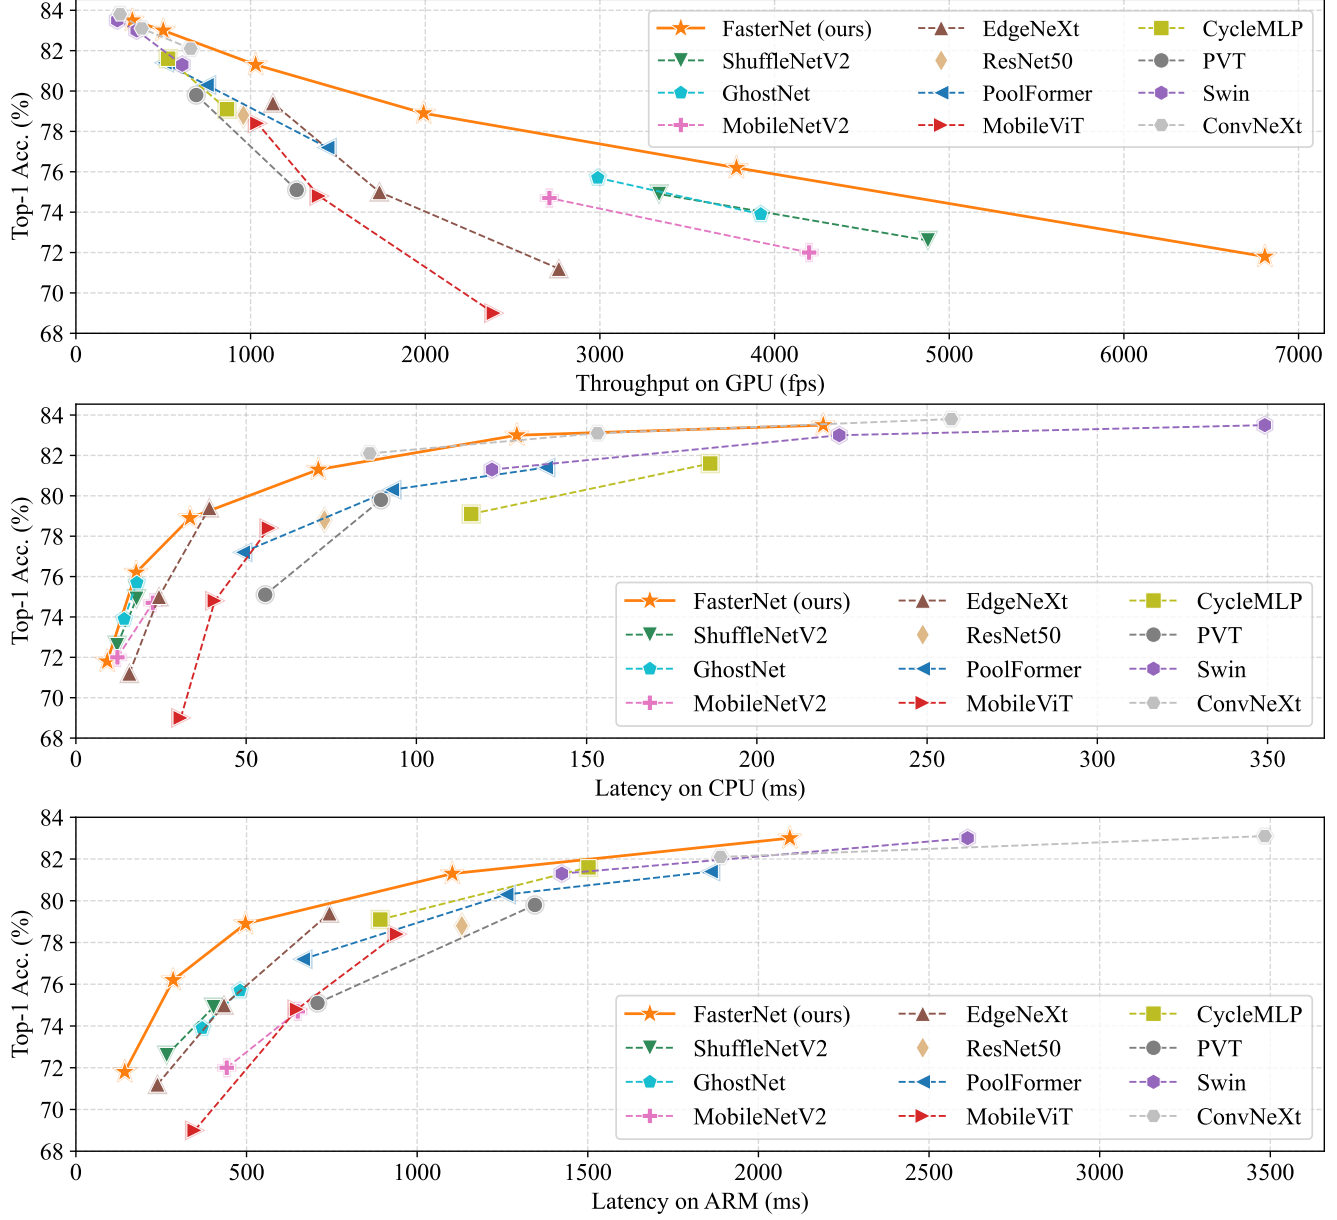 82
80
78
76
74
72
70
68
Top-1 Acc. (%)
FasterNet (ours)
ShuffleNetV2
GhostNet
MobileNetV2
EdgeNeXt
ResNet50
PoolFormer
MobileViT
CycleMLP
PVT
Swin
ConvNeXt
0 1000 2000 3000 4000 5000 6000 7000
Throughput on GPU (fps)
84
82
80
78
76
74
72
70
68
Top-1 Acc. (%)
FasterNet (ours)
ShuffleNetV2
GhostNet
MobileNetV2
EdgeNeXt
ResNet50
PoolFormer
MobileViT
CycleMLP
PVT
Swin
ConvNeXt
0 50 100 150 200 250 300 350
Latency on CPU (ms)
84
82
80
78
76
74
72
70
68
Top-1 Acc. (%)
FasterNet (ours)
ShuffleNetV2
GhostNet
MobileNetV2
EdgeNeXt
ResNet50
PoolFormer
MobileViT
CycleMLP
PVT
Swin
ConvNeXt
0 500 1000 1500 2000 2500 3000 3500
Latency on ARM (ms)